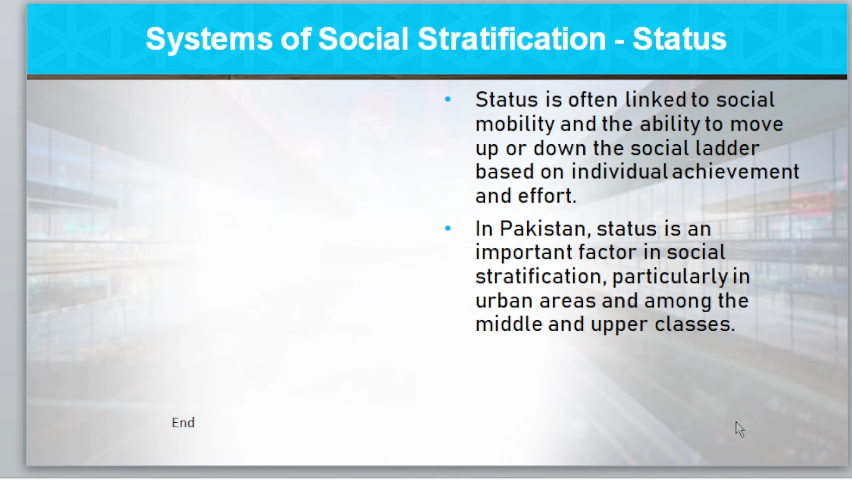 Systems of Social Stratification - Status
• Status is often linked to social
mobility and the ability to move
up or down the social ladder
based on individual achievement
and effort.
• In Pakistan, status is an
important factor in social
stratification, particularly in
urban areas and among the
middle and upper classes.
End